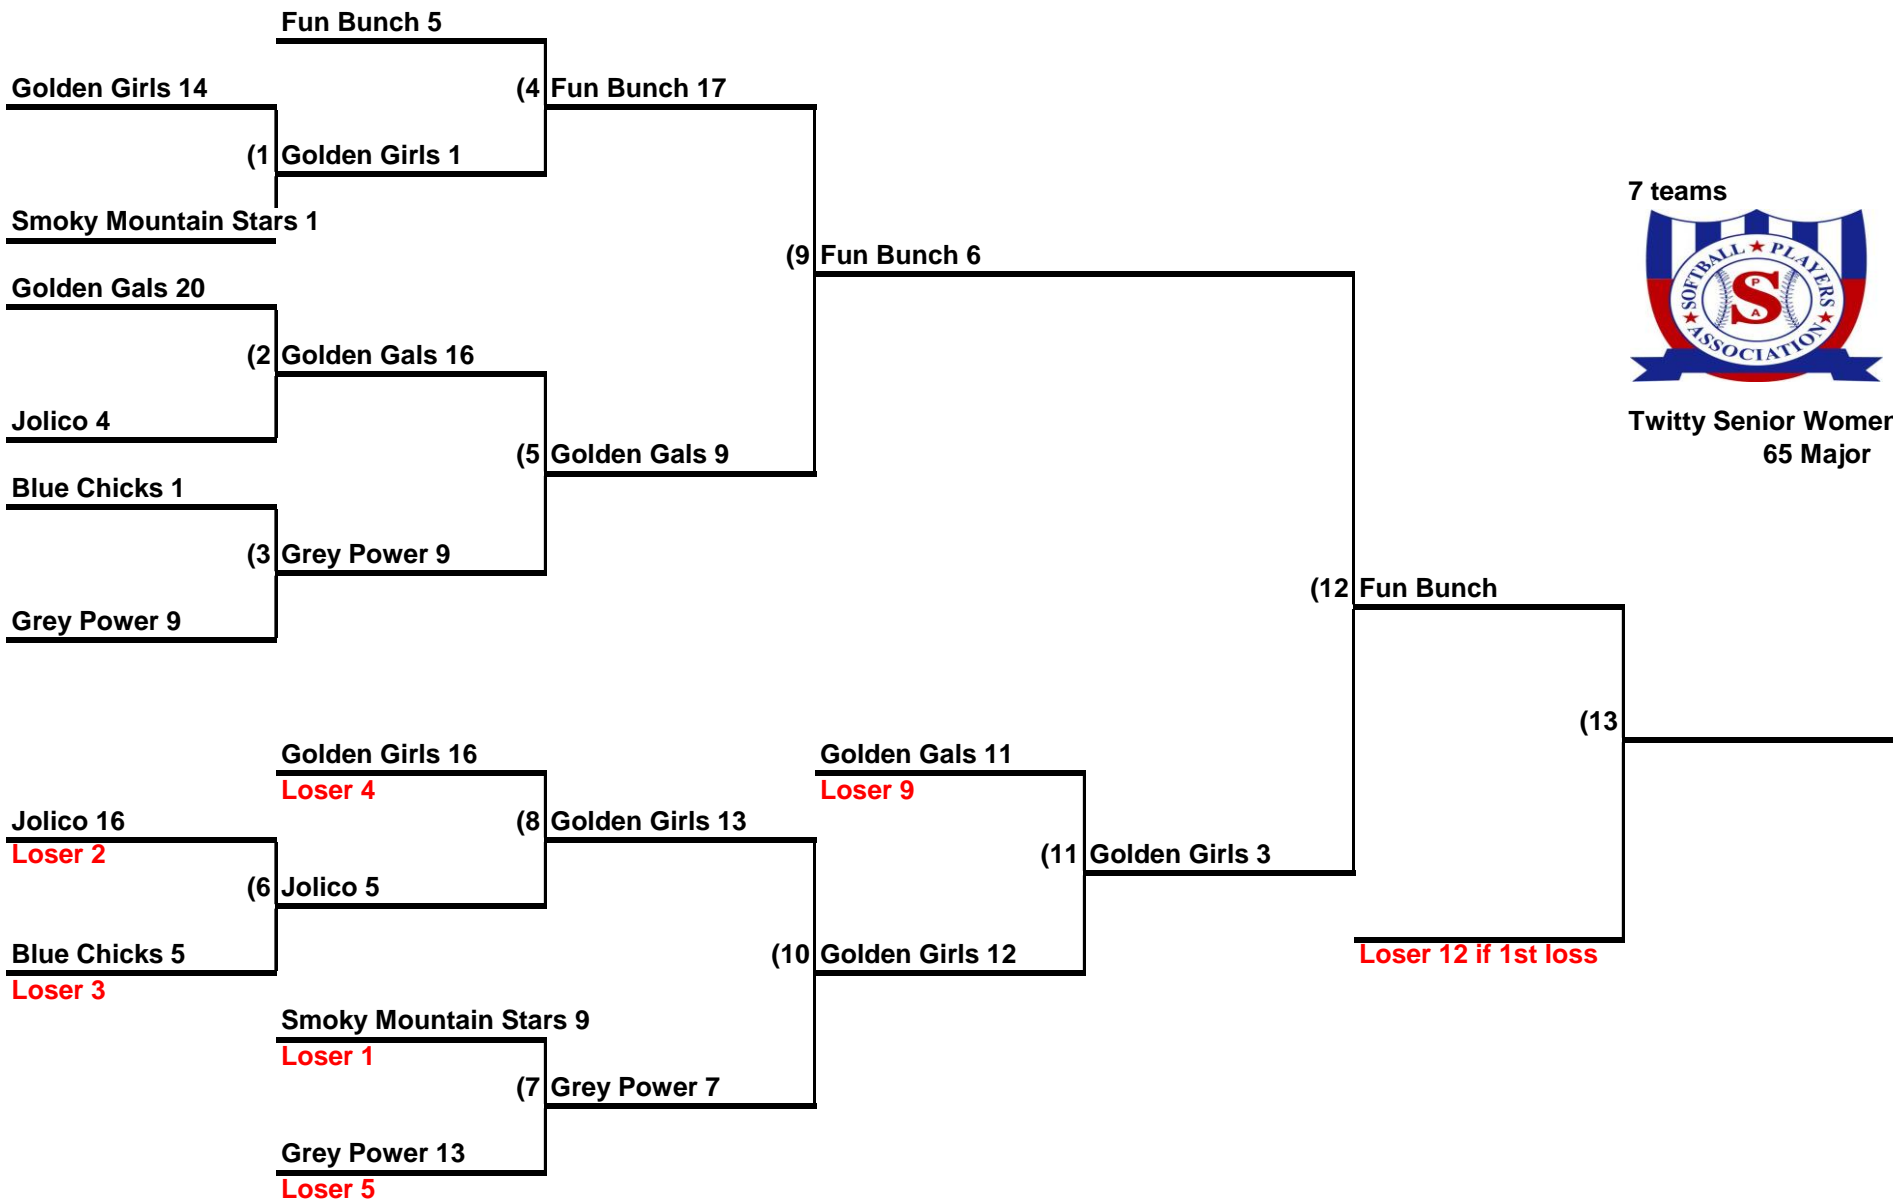 Fun Bunch 5
Golden Girls 14
(4 Fun Bunch 17
(1 Golden Girls 1
7 teams
Smoky Mountain Stars 1
(9 Fun Bunch 6
SOFTBALL ★ PLAYERS ★ ASSOCIATION ★
P
S
A
Golden Gals 20
(2 Golden Gals 16
Jolico 4
Twitty Senior Women
65 Major
(5 Golden Gals 9
Blue Chicks 1
(3 Grey Power 9
(12 Fun Bunch
Grey Power 9
(13
Golden Girls 16
Golden Gals 11
Loser 4
Loser 9
Jolico 16
(8 Golden Girls 13
Loser 2
(11 Golden Girls 3
(6 Jolico 5
Blue Chicks 5
(10 Golden Girls 12
Loser 12 if 1st loss
Loser 3
Smoky Mountain Stars 9
Loser 1
(7 Grey Power 7
Grey Power 13
Loser 5